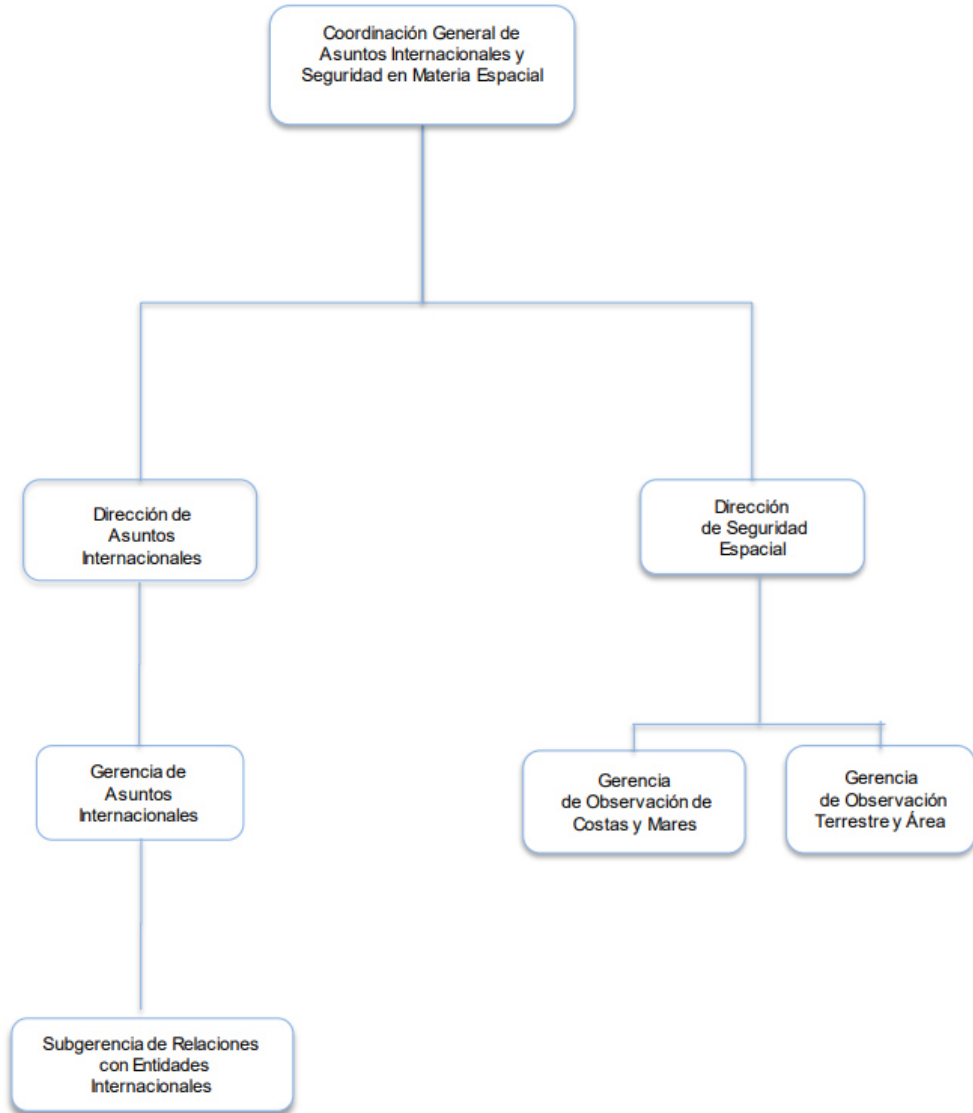 Coordinación General de
Asuntos Internacionales y
Seguridad en Materia Espacial
Dirección de
Asuntos
Internacionales
Dirección
de Seguridad
Espacial
Gerencia de
Asuntos
Internacionales
Gerencia
de Observación de
Costas y Mares
Gerencia
de Observación
Terrestre y Área
Subgerencia de Relaciones
con Entidades
Internacionales